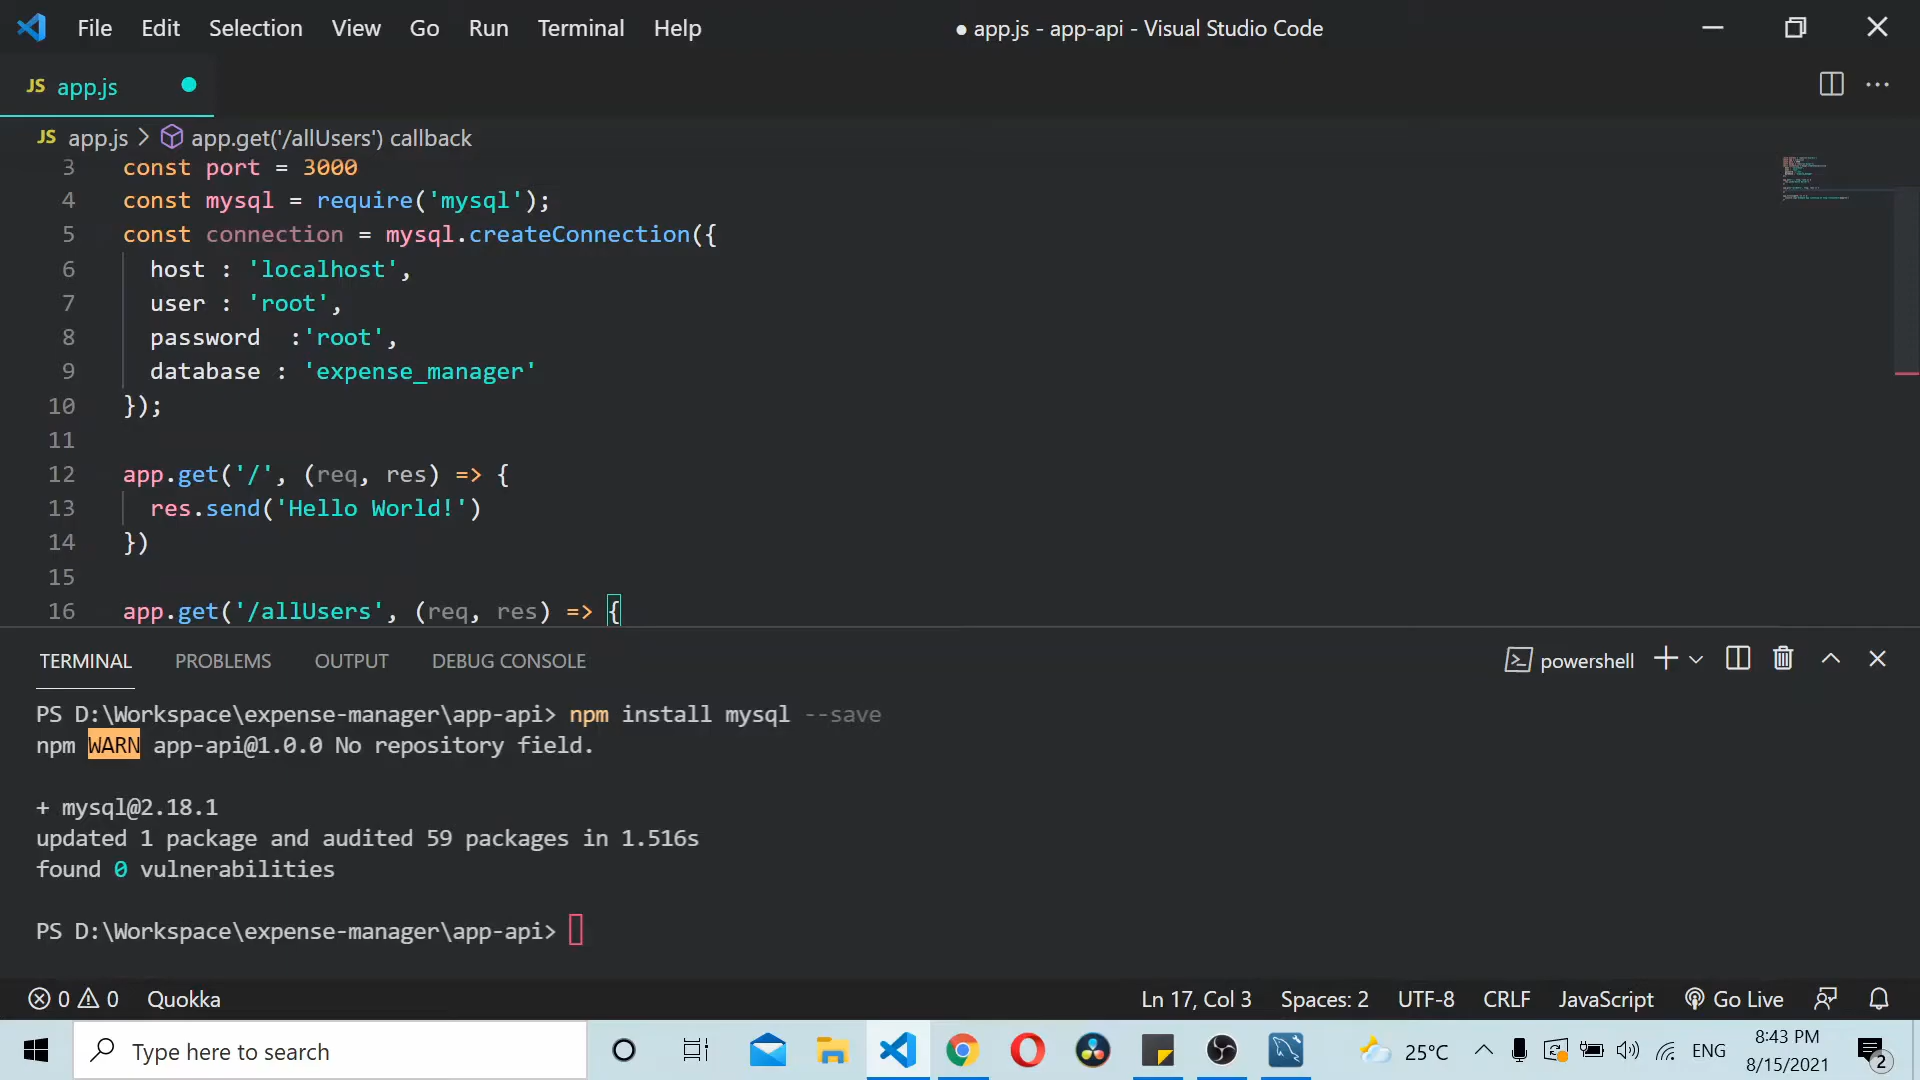 File Edit Selection View Go Run Terminal Help
● app.js - app-api - Visual Studio Code
JS app.js
JS app.js > app.get('/allUsers') callback
3 const port = 3000
4 const mysql = require('mysql');
5 const connection = mysql.createConnection({
6 host : 'localhost',
7 user : 'root',
8 password  :'root',
9 database : 'expense_manager'
10 });
11
12 app.get('/', (req, res) => {
13 res.send('Hello World!')
14 })
15
16 app.get('/allUsers', (req, res) => {
TERMINAL PROBLEMS OUTPUT DEBUG CONSOLE
powershell
PS D:\Workspace\expense-manager\app-api> npm install mysql --save
npm WARN app-api@1.0.0 No repository field.
+ mysql@2.18.1
updated 1 package and audited 59 packages in 1.516s
found 0 vulnerabilities
PS D:\Workspace\expense-manager\app-api>
0 0 Quokka
Ln 17, Col 3 Spaces: 2 UTF-8 CRLF JavaScript Go Live
Type here to search
25°C
ENG
8:43 PM
8/15/2021
2